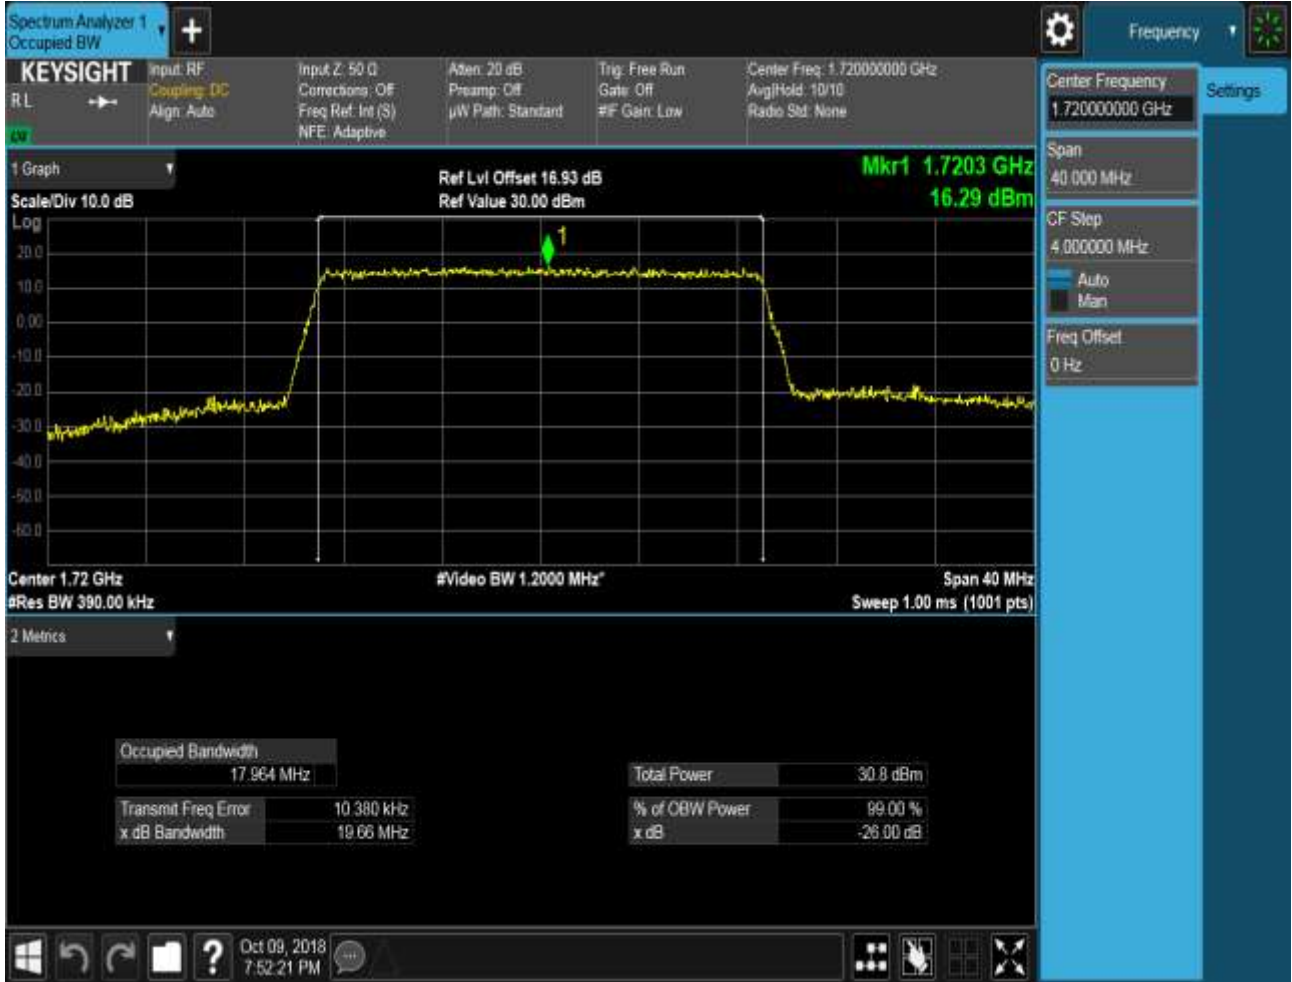 Spectrum Analyzer 1
Occupied BW
Frequency
KEYSIGHT
R L
Input: RF
Coupling: DC
Align: Auto
Input Z: 50 Ω
Corrections: Off
Freq Ref: Int (S)
NFE: Adaptive
Atten: 20 dB
Preamp: Off
µW Path: Standard
Trig: Free Run
Gate: Off
#IF Gain: Low
Center Freq: 1.720000000 GHz
Avg|Hold: 10/10
Radio Std: None
Center Frequency
1.720000000 GHz
Settings
Span
40.000 MHz
CF Step
4.000000 MHz
Auto
Man
Freq Offset
0 Hz
1 Graph
Scale/Div 10.0 dB
Ref Lvl Offset 16.93 dB
Ref Value 30.00 dBm
Mkr1 1.7203 GHz
16.29 dBm
Log
1
20.0
10.0
0.00
-10.0
-20.0
-30.0
-40.0
-50.0
-60.0
Center 1.72 GHz
#Video BW 1.2000 MHz*
Span 40 MHz
#Res BW 390.00 kHz
Sweep 1.00 ms (1001 pts)
2 Metrics
Occupied Bandwidth
17.964 MHz
Total Power 30.8 dBm
Transmit Freq Error 10.380 kHz
% of OBW Power 99.00 %
x dB Bandwidth 19.66 MHz
x dB -26.00 dB
Oct 09, 2018
7:52:21 PM